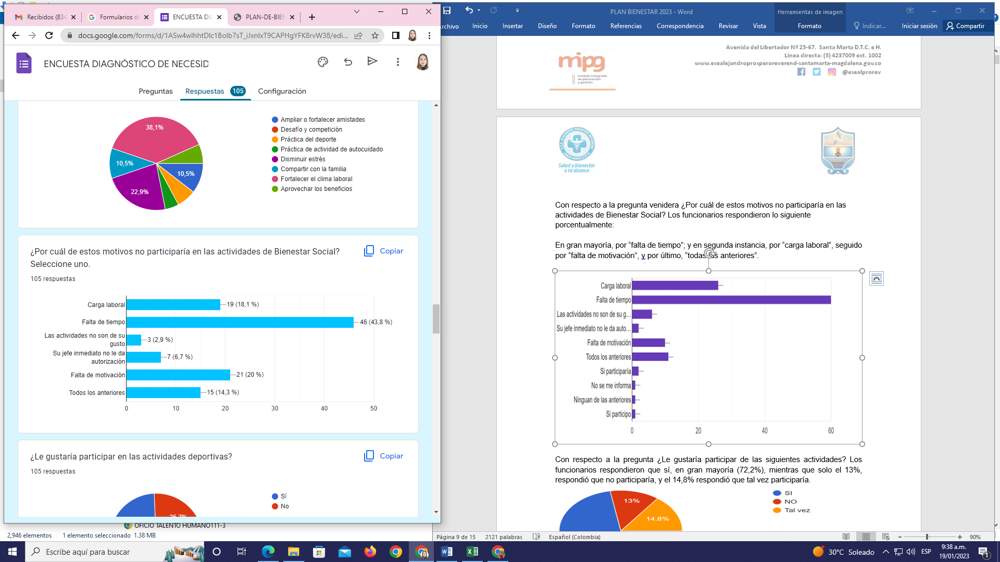 Recibidos (834
Formularios de
ENCUESTA DIA
PLAN-DE-BIEN
docs.google.com/forms/d/1ASw4wlhhtDlc1Bolb7sT_iJxnlxT9CAPHgYFK8rvW38/edi...
ENCUESTA DIAGNÓSTICO DE NECESID
Preguntas
Respuestas 105
Configuración
38,1%
10,5%
22,9%
10,5%
Ampliar o fortalecer amistades
Desafío y competición
Práctica del deporte
Práctica de actividad de autocuidado
Disminuir estrés
Compartir con la familia
Fortalecer el clima laboral
Aprovechar los beneficios
¿Por cuál de estos motivos no participaría en las actividades de Bienestar Social?
Seleccione uno.
Copiar
105 respuestas
Carga laboral 19 (18,1 %)
Falta de tiempo 46 (43,8 %)
Las actividades no son de su
gusto 3 (2,9 %)
Su jefe inmediato no le da
autorización 7 (6,7 %)
Falta de motivación 21 (20 %)
Todos los anteriores 15 (14,3 %)
0 10 20 30 40 50
¿Le gustaría participar en las actividades deportivas?
Copiar
105 respuestas
25,7%
Sí
No
OFICIO TALENTO HUMANO111-3
2,946 elementos 1 elemento seleccionado 1.38 MB
PLAN BIENESTAR 2023 - Word
Herramientas de imagen
rchivo Inicio Insertar Diseño Formato Referencias Correspondencia Revisar Vista Formato Indicar... Iniciar sesión Compartir
mipg
modelo integrado
de planeación
y gestión
Avenida del Libertador Nº 25-67. Santa Marta D.T.C. e H.
Línea directa: (5) 4237009 ext. 1002
www.esealejandroprosperoreverend-santamarta-magdalena.gov.co
@esealprorev
Salud y bienestar
a tu alcance
Con respecto a la pregunta venidera ¿Por cuál de estos motivos no participaría en las
actividades de Bienestar Social? Los funcionarios respondieron lo siguiente
porcentualmente:
En gran mayoría, por “falta de tiempo”; y en segunda instancia, por “carga laboral”, seguido
por “falta de motivación”, y por último, “todas las anteriores”.
Carga laboral
Falta de tiempo
Las actividades no son de su g...
Su jefe inmediato no le da auto...
Falta de motivación
Todos los anteriores
Si participaría
No se me informa
Ninguan de las anteriores
Si participo
0 20 40 60
Con respecto a la pregunta ¿Le gustaría participar de las siguientes actividades? Los
funcionarios respondieron que sí, en gran mayoría (72,2%), mientras que solo el 13%,
respondió que no participaría, y el 14,8% respondió que tal vez participaría.
13%
14.8%
SI
NO
Tal vez
Página 9 de 15 2121 palabras Español (Colombia) 90%
Escribe aquí para buscar
30°C Soleado
ESP
9:38 a.m.
19/01/2023
1